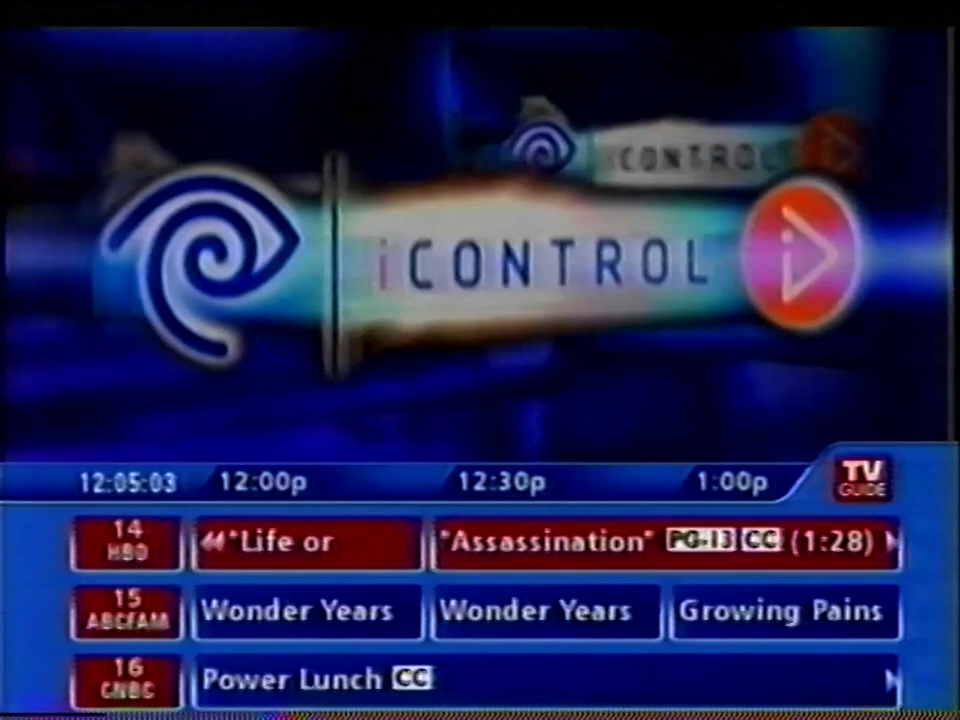 iCONTROL
iCONTROL
i
12:05:03 12:00p 12:30p 1:00p TV GUIDE
14 HBO "Life or "Assassination" PG-13 CC (1:28)
15 ABCFAM Wonder Years Wonder Years Growing Pains
16 CNBC Power Lunch CC